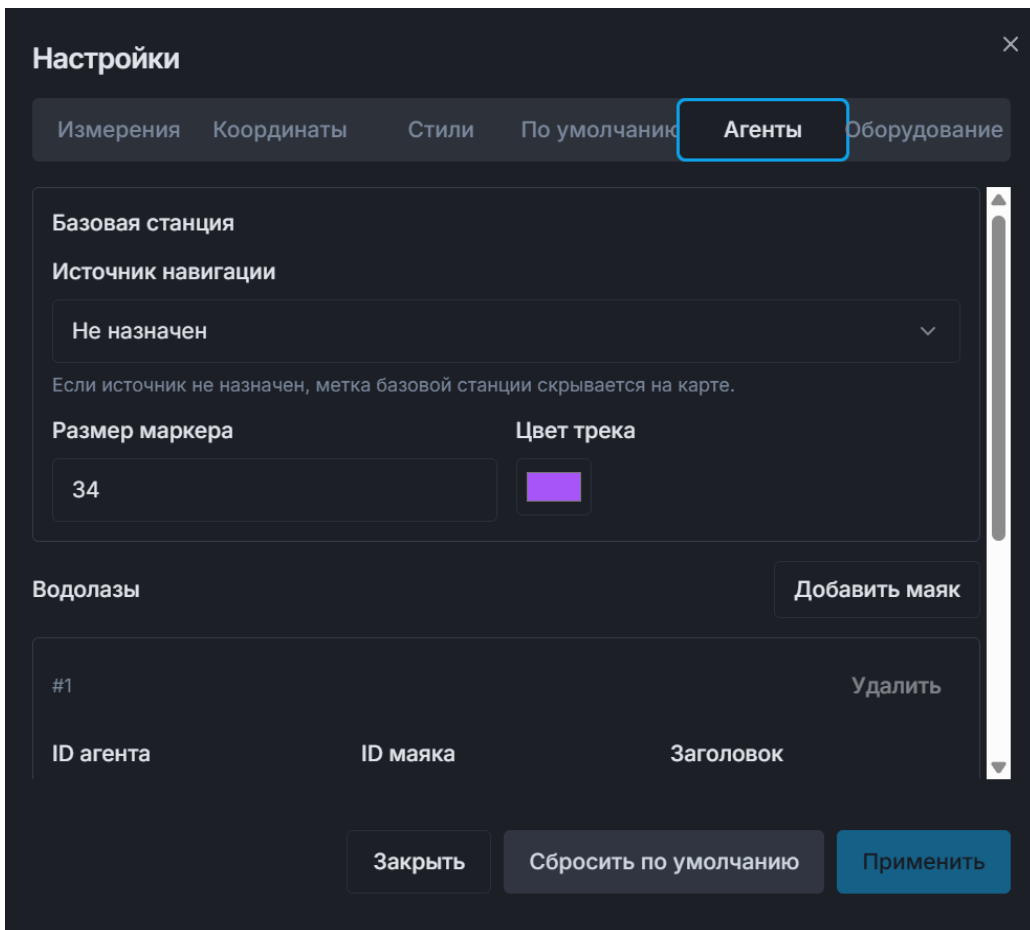 Настройки
Измерения Координаты Стили По умолчанию Агенты Оборудование
Базовая станция
Источник навигации
Не назначен
Если источник не назначен, метка базовой станции скрывается на карте.
Размер маркера Цвет трека
34
Водолазы Добавить маяк
#1 Удалить
ID агента ID маяка Заголовок
Закрыть Сбросить по умолчанию Применить